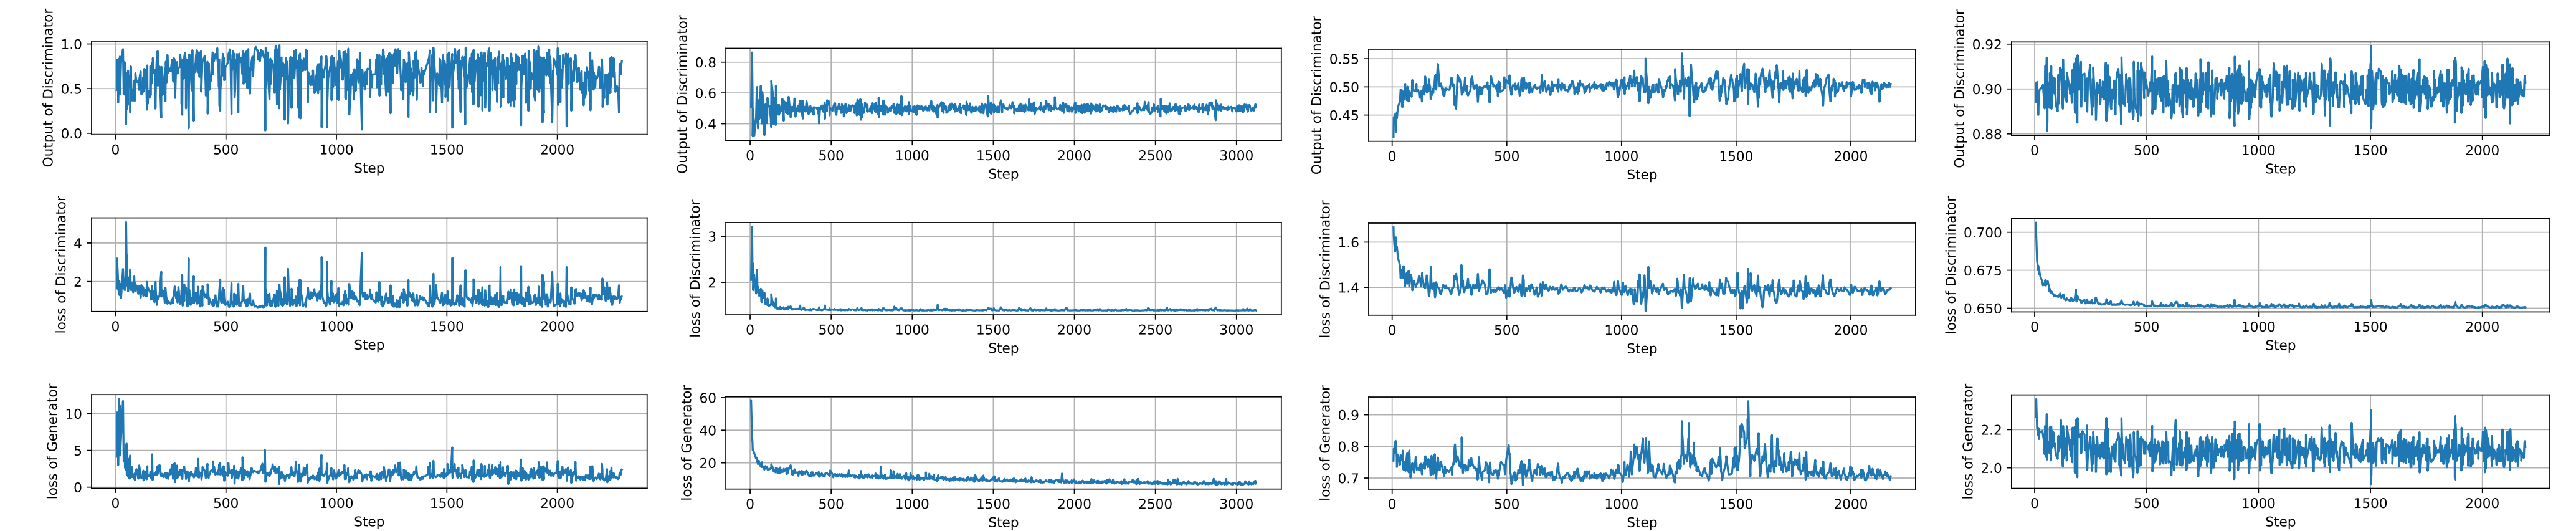 Output of Discriminator
1.0
0.5
0.0
0 500 1000 1500 2000
Step
Output of Discriminator
0.8
0.6
0.4
0 500 1000 1500 2000 2500 3000
Step
Output of Discriminator
0.55
0.50
0.45
0 500 1000 1500 2000
Step
Output of Discriminator
0.92
0.90
0.88
0 500 1000 1500 2000
Step
loss of Discriminator
4
2
0 500 1000 1500 2000
Step
loss of Discriminator
3
2
0 500 1000 1500 2000 2500 3000
Step
loss of Discriminator
1.6
1.4
0 500 1000 1500 2000
Step
loss of Discriminator
0.700
0.675
0.650
0 500 1000 1500 2000
Step
loss of Generator
10
5
0
0 500 1000 1500 2000
Step
loss of Generator
60
40
20
0 500 1000 1500 2000 2500 3000
Step
loss of Generator
0.9
0.8
0.7
0 500 1000 1500 2000
Step
loss of Generator
2.2
2.0
0 500 1000 1500 2000
Step